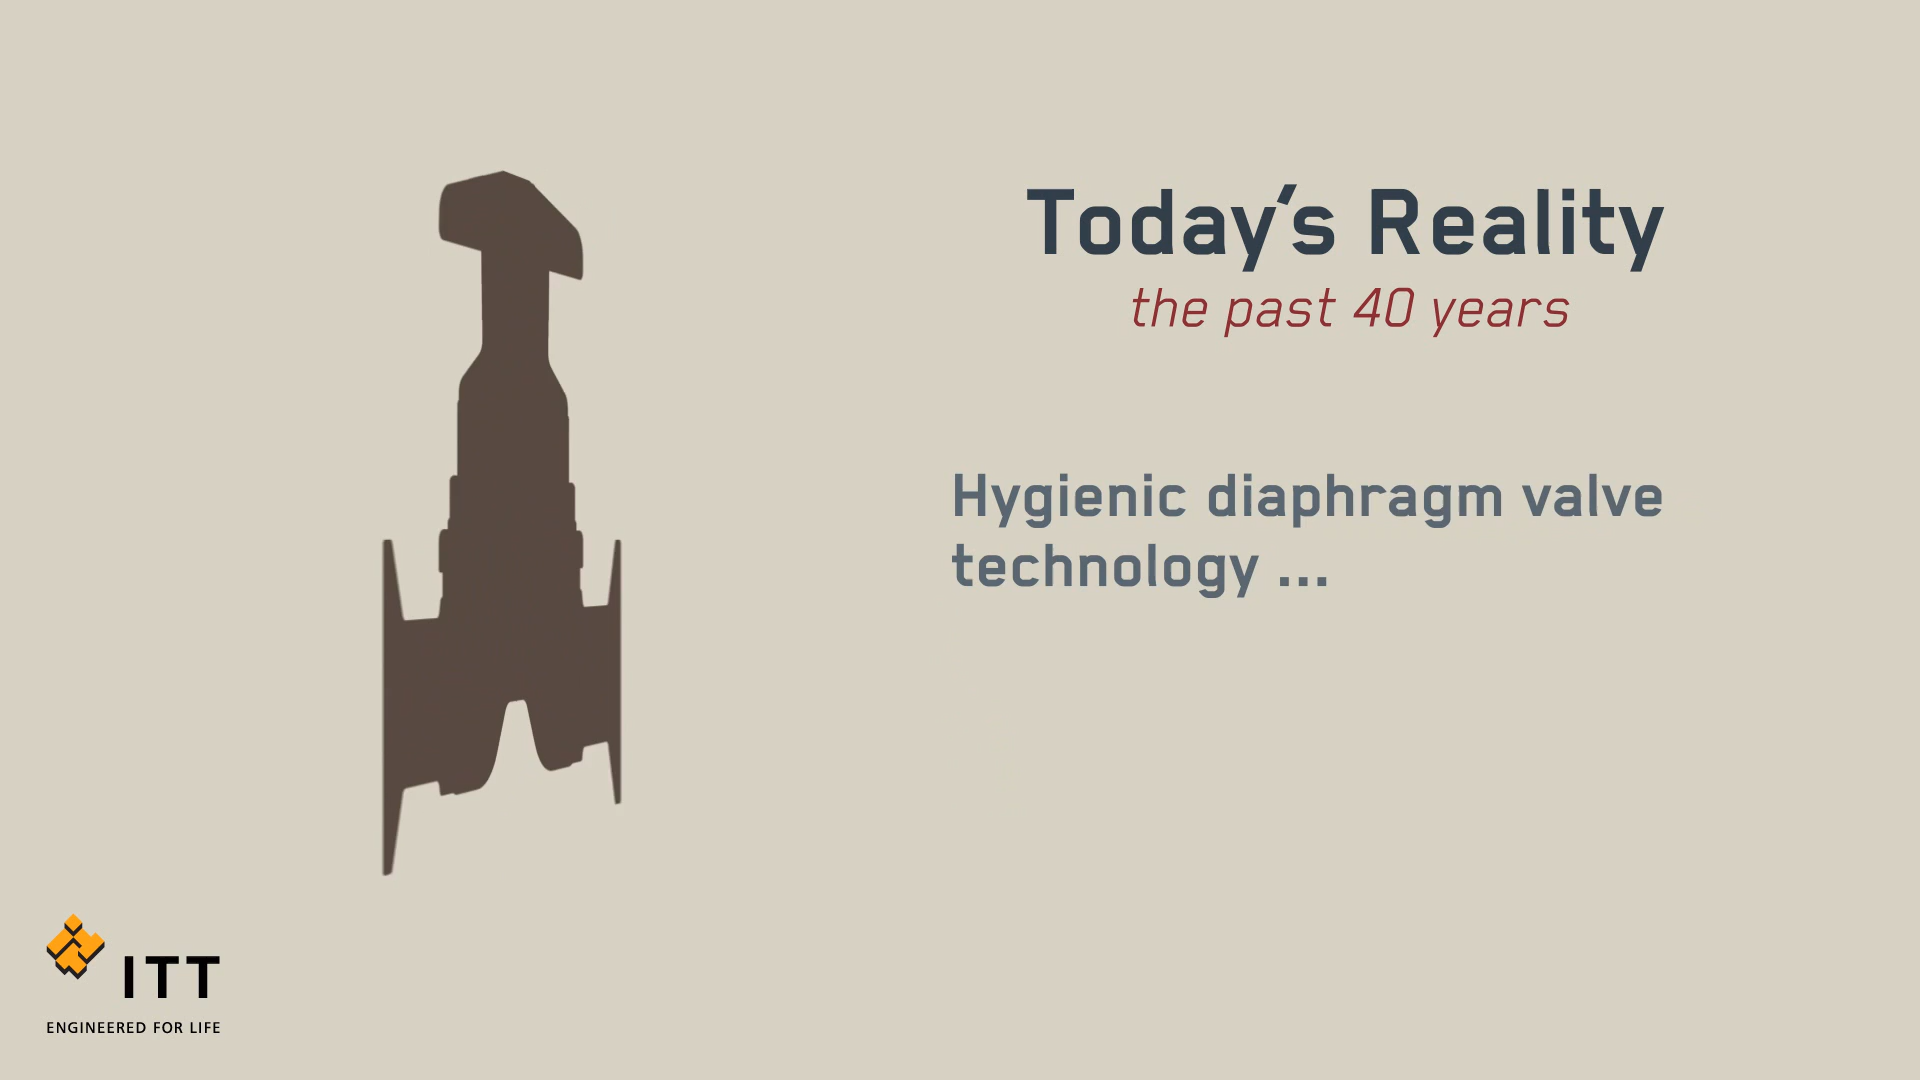 Today's Reality
the past 40 years
Hygienic diaphragm valve
technology ...
ITT
ENGINEERED FOR LIFE